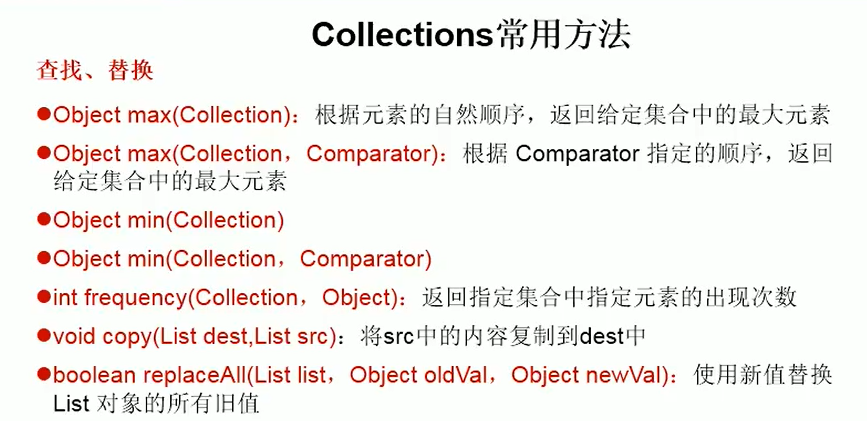 Collections常用方法
查找、替换
●Object max(Collection)：根据元素的自然顺序，返回给定集合中的最大元素
●Object max(Collection，Comparator)：根据 Comparator 指定的顺序，返回
给定集合中的最大元素
●Object min(Collection)
●Object min(Collection，Comparator)
●int frequency(Collection，Object)：返回指定集合中指定元素的出现次数
●void copy(List dest,List src)：将src中的内容复制到dest中
●boolean replaceAll(List list，Object oldVal，Object newVal)：使用新值替换
List 对象的所有旧值